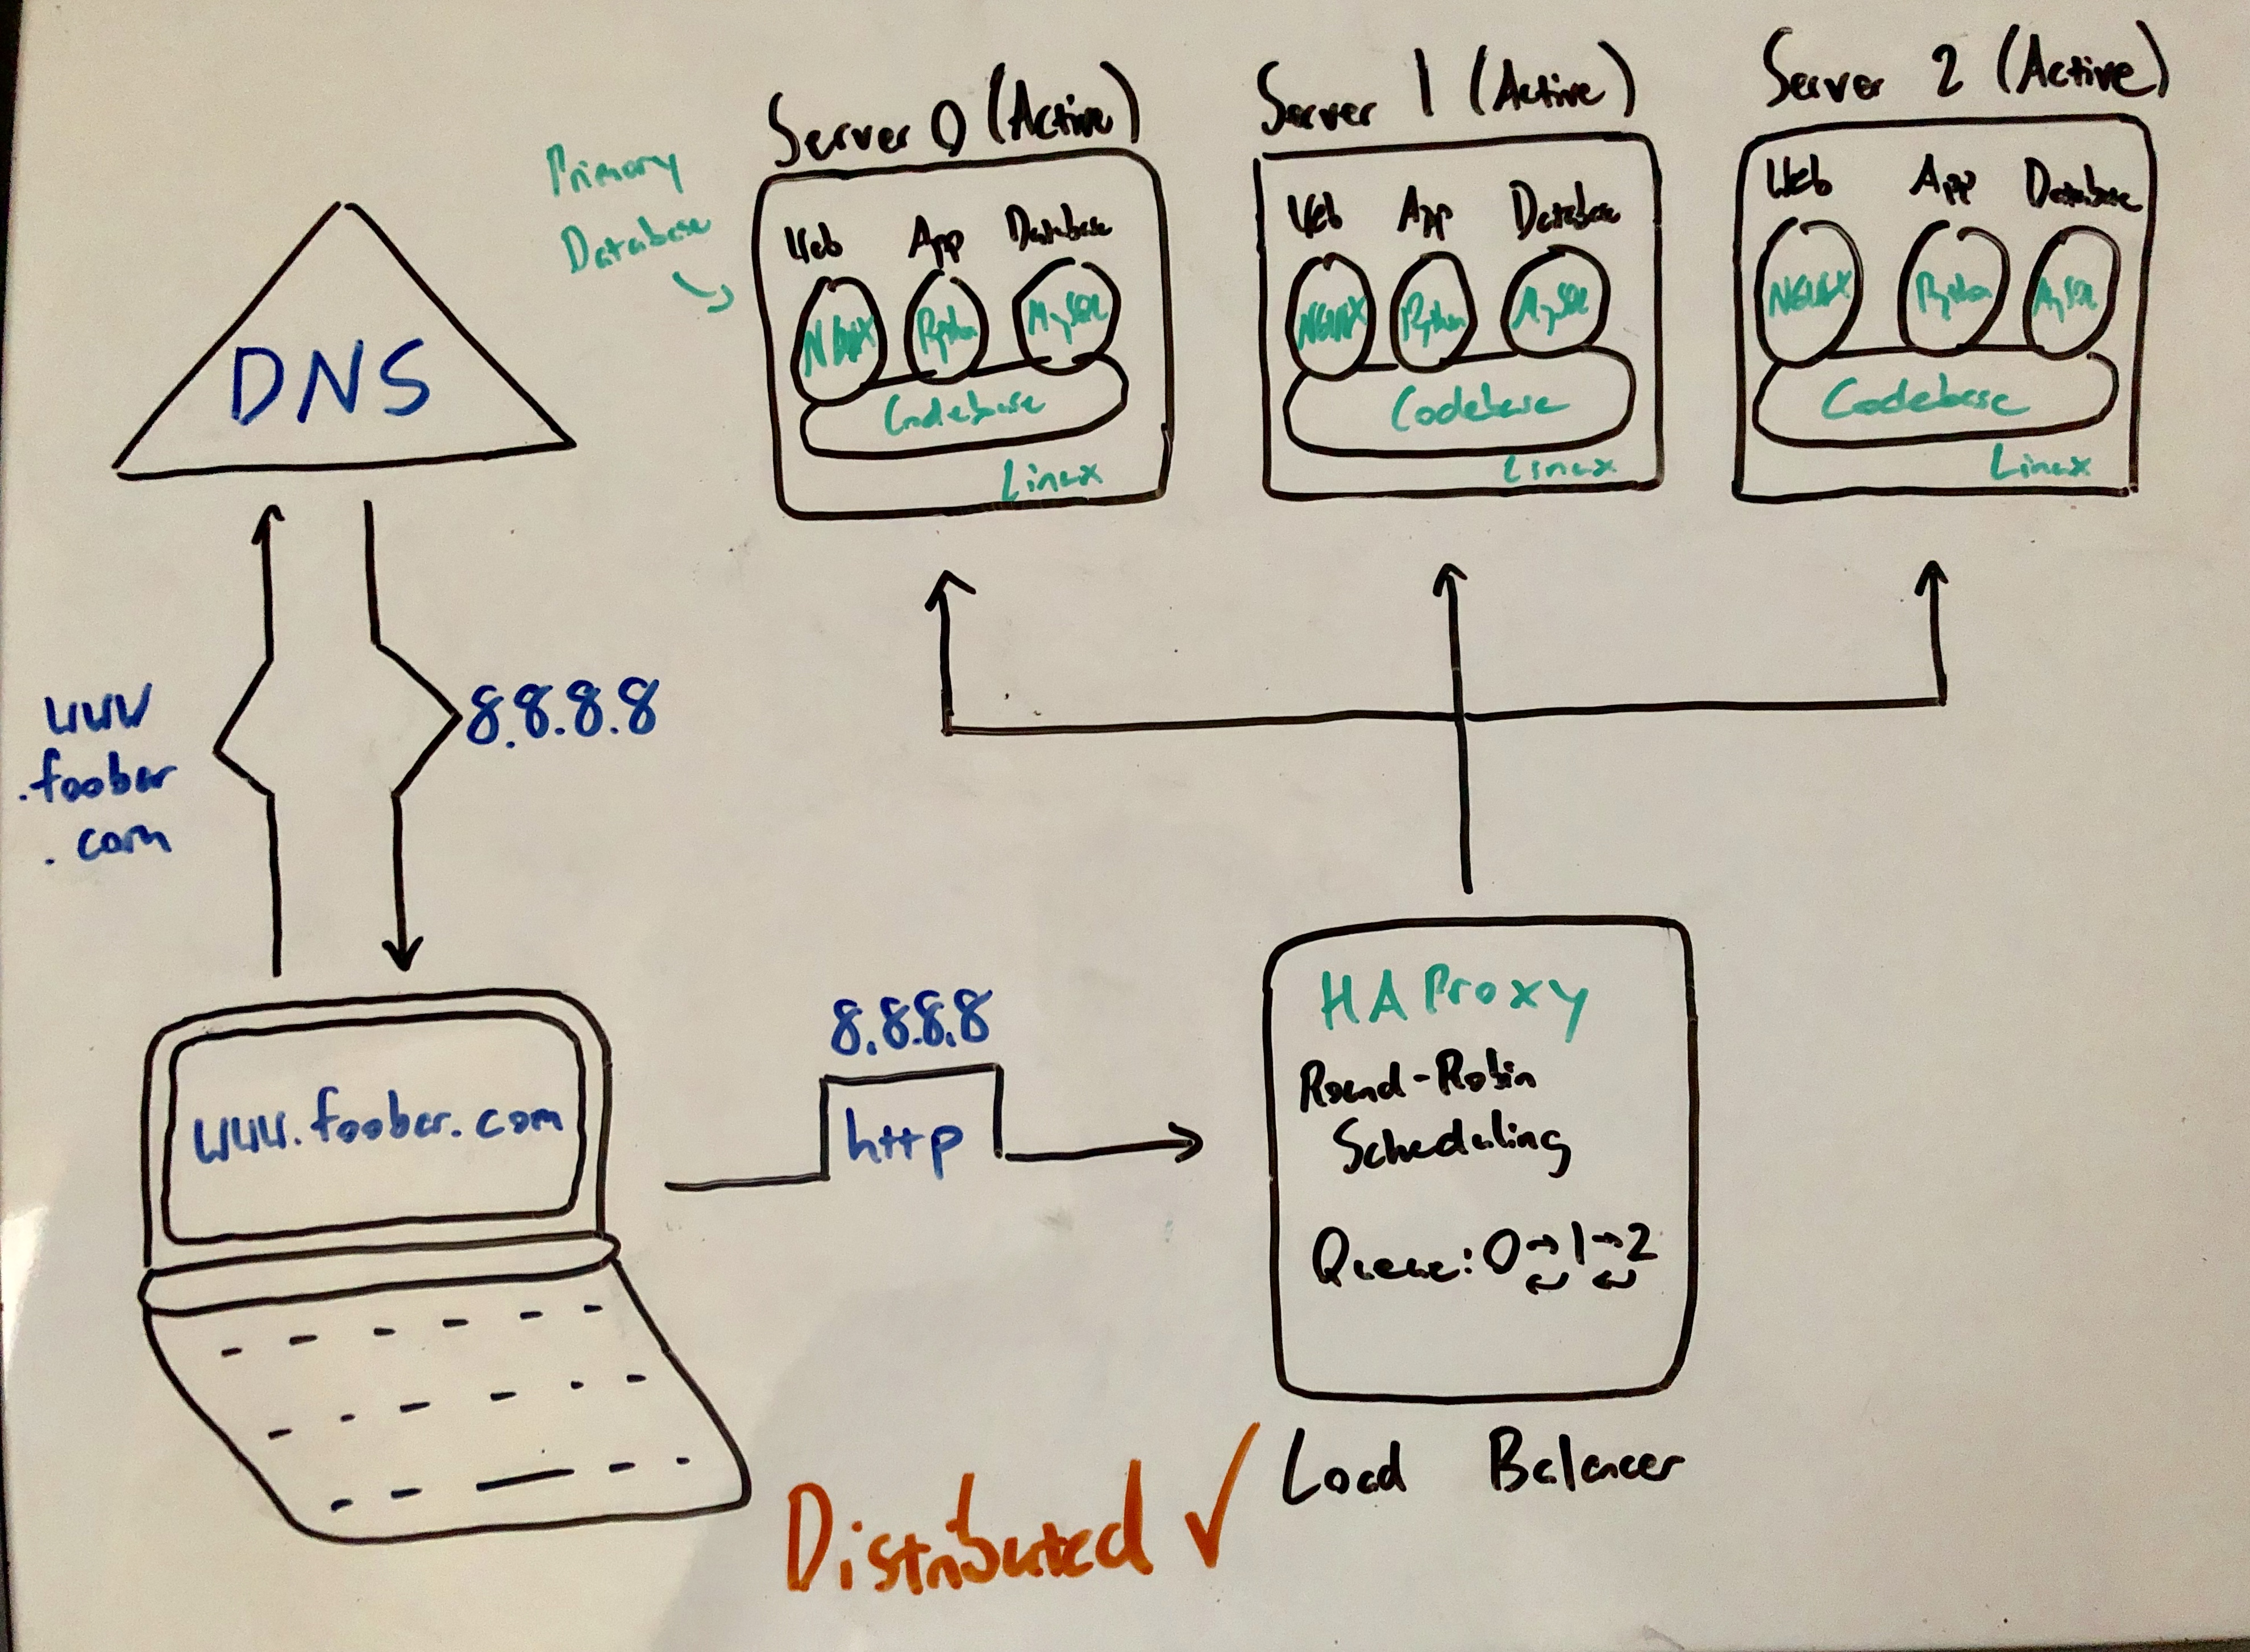 Server 0 (Active)
Server 1 (Active)
Server 2 (Active)
Primary
Database
Web App Database
NGINX Python MySQL
Codebase
Linux
Web App Database
NGINX Python MySQL
Codebase
Linux
Web App Database
NGINX Python MySQL
Codebase
Linux
DNS
www
.foobar
.com
8.8.8.8
www.foobar.com
8.8.8.8
http
HAProxy
Round-Robin
Scheduling
Queue: 0→1→2
Load Balancer
Distributed ✓